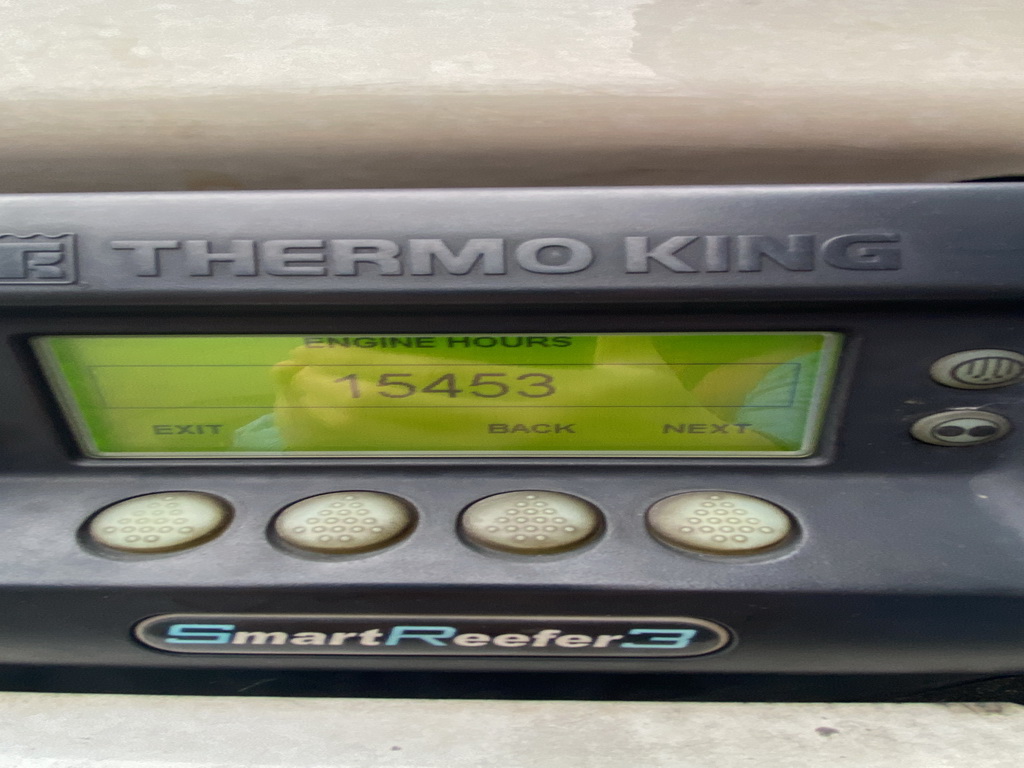 THERMO KING
ENGINE HOURS
15453
EXIT BACK NEXT
SmartReefer3